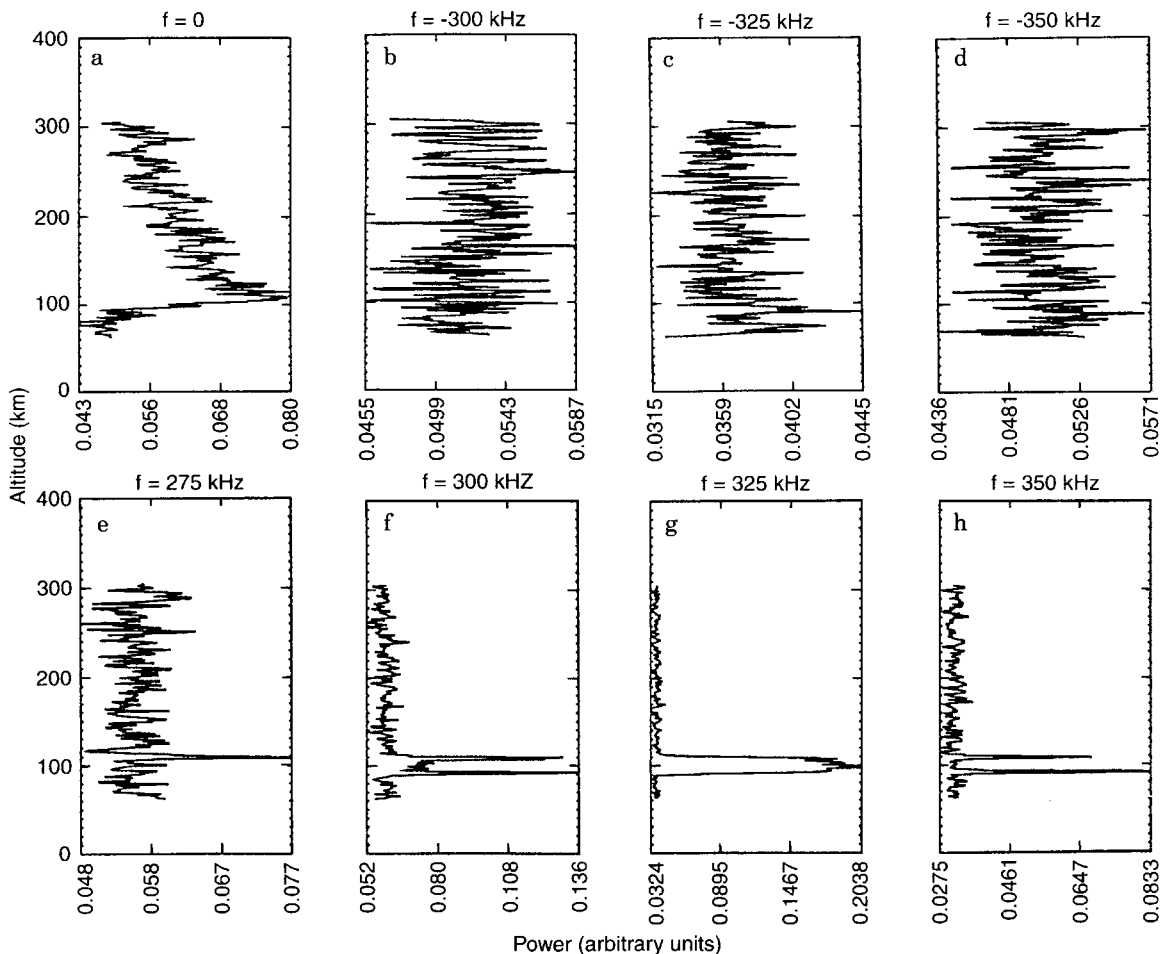 f = 0
f = -300 kHz
f = -325 kHz
f = -350 kHz
a
b
c
d
400
300
200
100
0
0.043
0.056
0.068
0.080
0.0455
0.0499
0.0543
0.0587
0.0315
0.0359
0.0402
0.0445
0.0436
0.0481
0.0526
0.0571
Altitude (km)
f = 275 kHz
f = 300 kHZ
f = 325 kHz
f = 350 kHz
e
f
g
h
400
300
200
100
0
0.048
0.058
0.067
0.077
0.052
0.080
0.108
0.136
0.0324
0.0895
0.1467
0.2038
0.0275
0.0461
0.0647
0.0833
Power (arbitrary units)